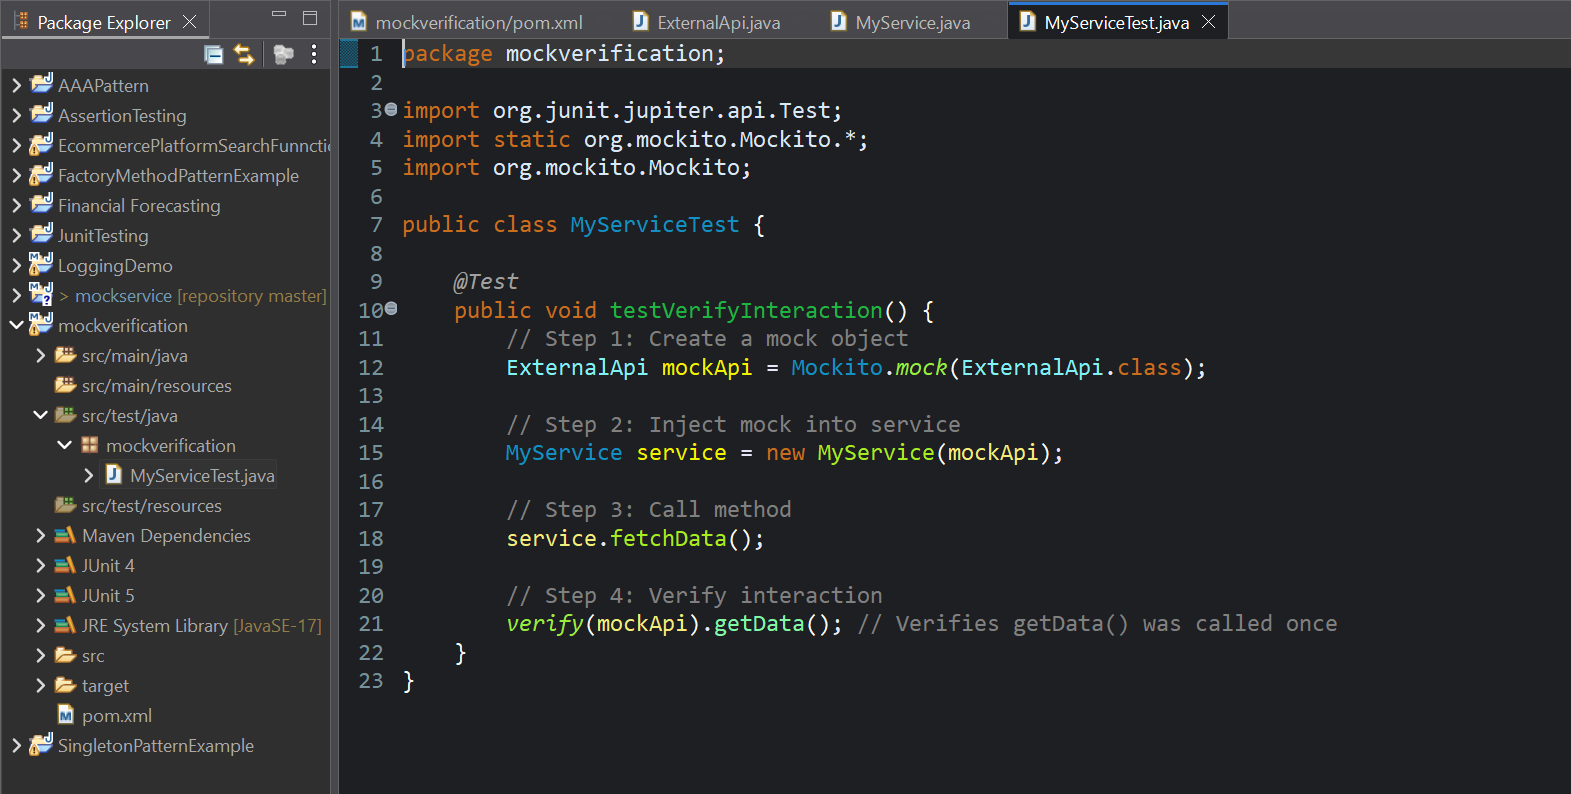 Package Explorer
AAAPattern
AssertionTesting
EcommercePlatformSearchFunnctio
FactoryMethodPatternExample
Financial Forecasting
JunitTesting
LoggingDemo
> mockservice [repository master]
mockverification
src/main/java
src/main/resources
src/test/java
mockverification
MyServiceTest.java
src/test/resources
Maven Dependencies
JUnit 4
JUnit 5
JRE System Library [JavaSE-17]
src
target
pom.xml
SingletonPatternExample
mockverification/pom.xml ExternalApi.java MyService.java MyServiceTest.java
1 package mockverification;
2
3 import org.junit.jupiter.api.Test;
4 import static org.mockito.Mockito.*;
5 import org.mockito.Mockito;
6
7 public class MyServiceTest {
8
9     @Test
10     public void testVerifyInteraction() {
11         // Step 1: Create a mock object
12         ExternalApi mockApi = Mockito.mock(ExternalApi.class);
13
14         // Step 2: Inject mock into service
15         MyService service = new MyService(mockApi);
16
17         // Step 3: Call method
18         service.fetchData();
19
20         // Step 4: Verify interaction
21         verify(mockApi).getData(); // Verifies getData() was called once
22     }
23 }